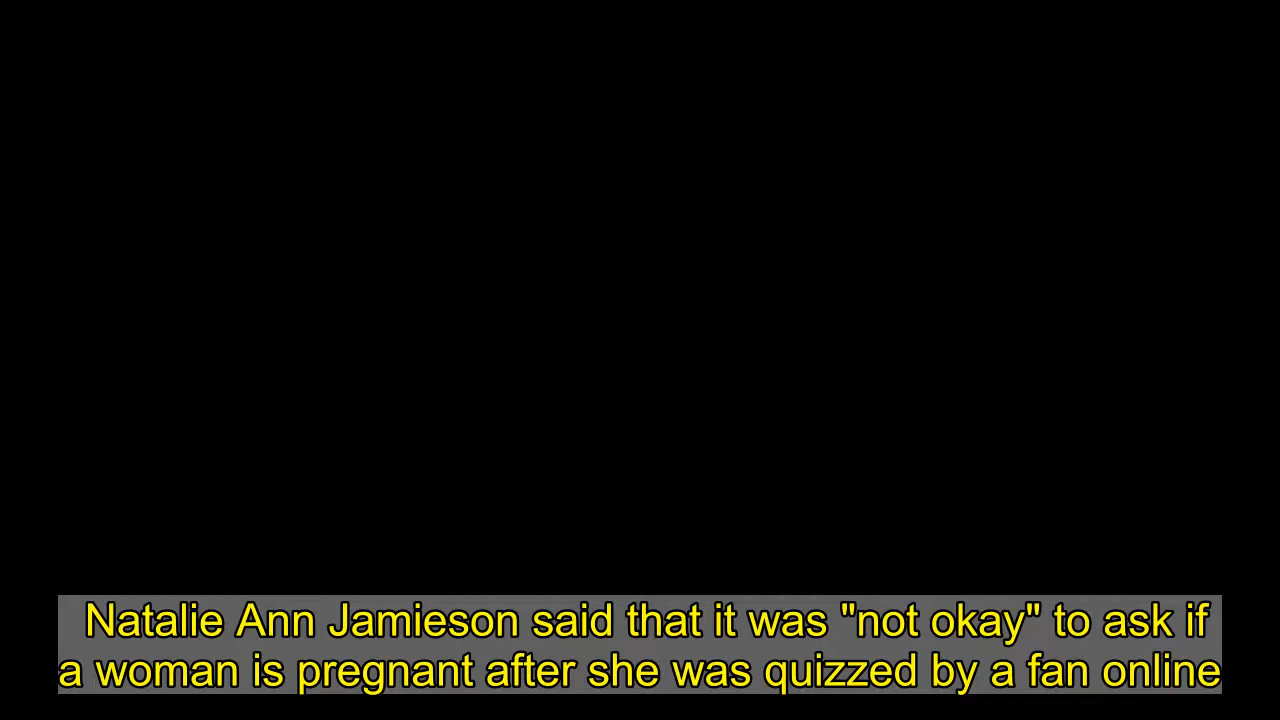 Natalie Ann Jamieson said that it was "not okay" to ask if
a woman is pregnant after she was quizzed by a fan online